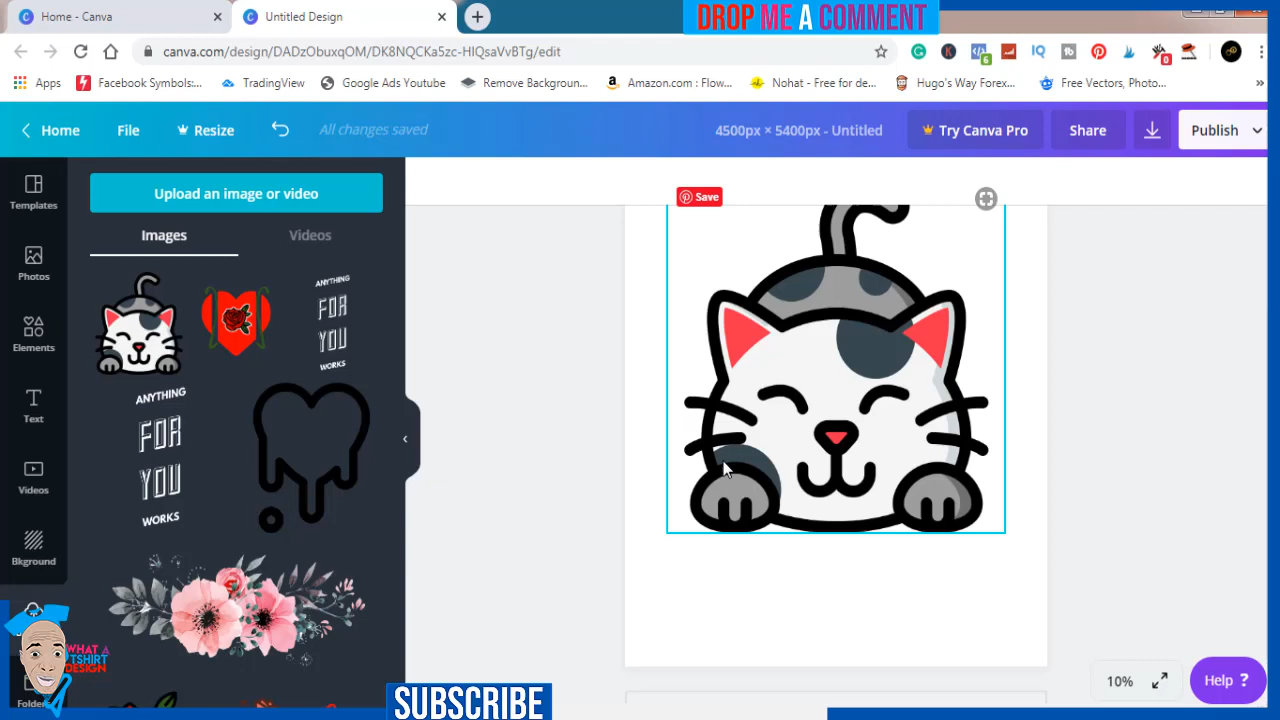 DROP ME A COMMENT
Home - Canva
Untitled Design
canva.com/design/DADzObuxqOM/DK8NQCKa5zc-HIQsaVvBTg/edit
6
IQ
0
Apps
Facebook Symbols:...
TradingView
Google Ads Youtube
Remove Backgroun...
Amazon.com : Flow...
Nohat - Free for de...
Hugo's Way Forex...
Free Vectors, Photo...
Home
File
Resize
All changes saved
4500px × 5400px - Untitled
Try Canva Pro
Share
Publish
Templates
Photos
Elements
Text
Videos
Bkground
Folder
Upload an image or video
Images
Videos
ANYTHING
FOR
YOU
WORKS
ANYTHING
FOR
YOU
WORKS
Save
WHAT A
TSHIRT
DESIGN
SUBSCRIBE
10%
Help ?